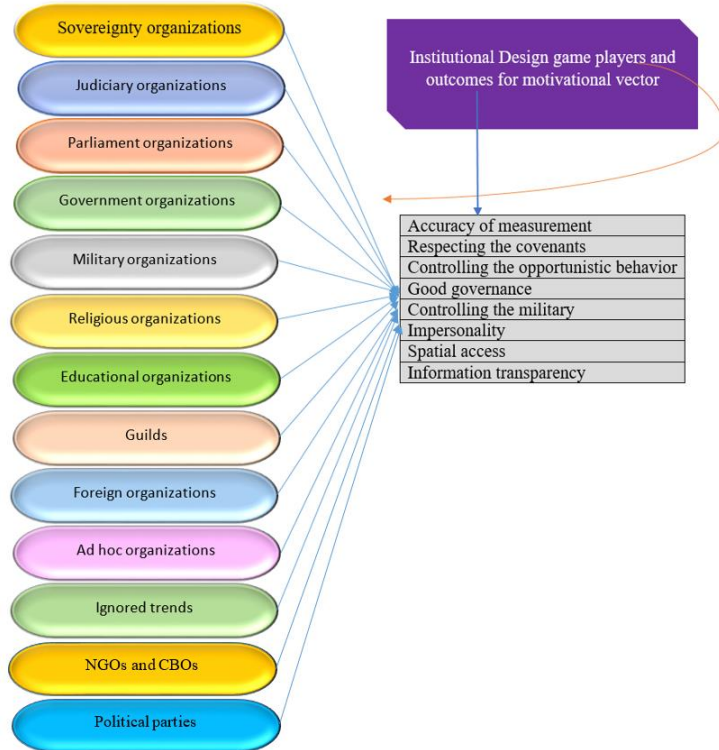 Sovereignty organizations
Judiciary organizations
Parliament organizations
Government organizations
Military organizations
Religious organizations
Educational organizations
Guilds
Foreign organizations
Ad hoc organizations
Ignored trends
NGOs and CBOs
Political parties
Institutional Design game players and
outcomes for motivational vector
Accuracy of measurement
Respecting the covenants
Controlling the opportunistic behavior
Good governance
Controlling the military
Impersonality
Spatial access
Information transparency